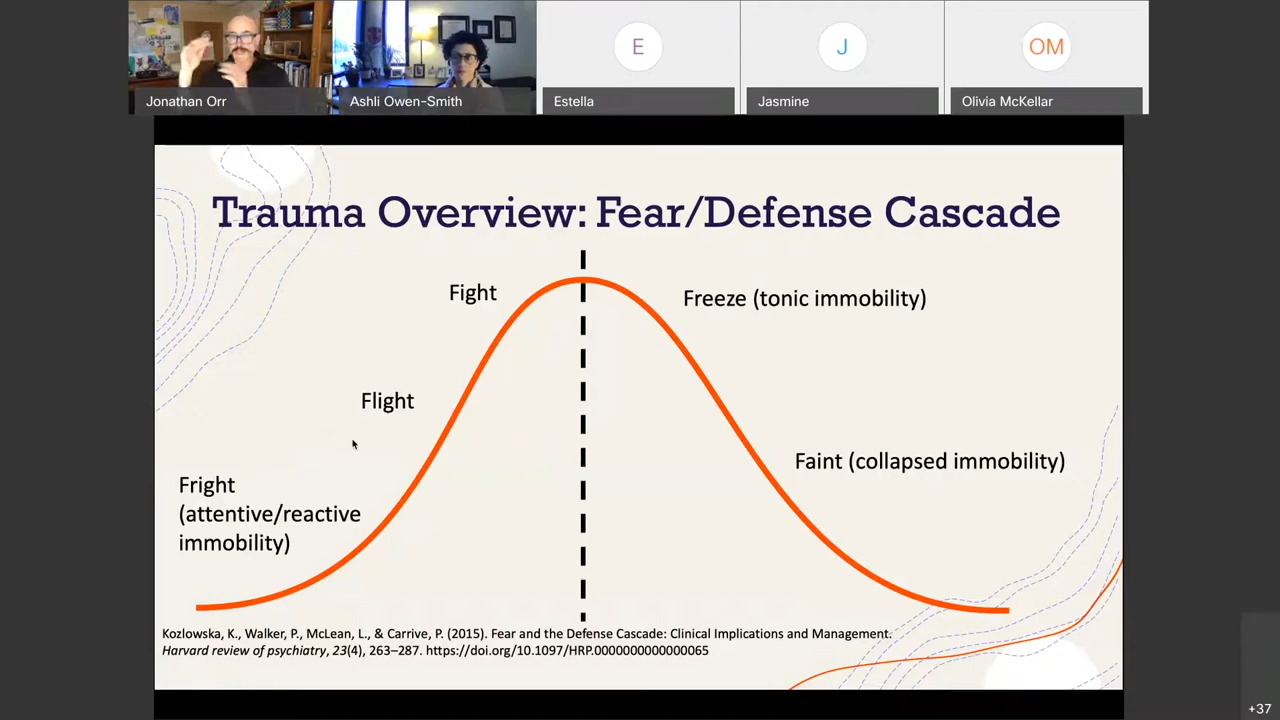 Jonathan Orr
Ashli Owen-Smith
E
Estella
J
Jasmine
OM
Olivia McKellar
Trauma Overview: Fear/Defense Cascade
Fight
Freeze (tonic immobility)
Flight
Faint (collapsed immobility)
Fright
(attentive/reactive
immobility)
Kozlowska, K., Walker, P., McLean, L., & Carrive, P. (2015). Fear and the Defense Cascade: Clinical Implications and Management.
Harvard review of psychiatry, 23(4), 263–287. https://doi.org/10.1097/HRP.0000000000000065
+37